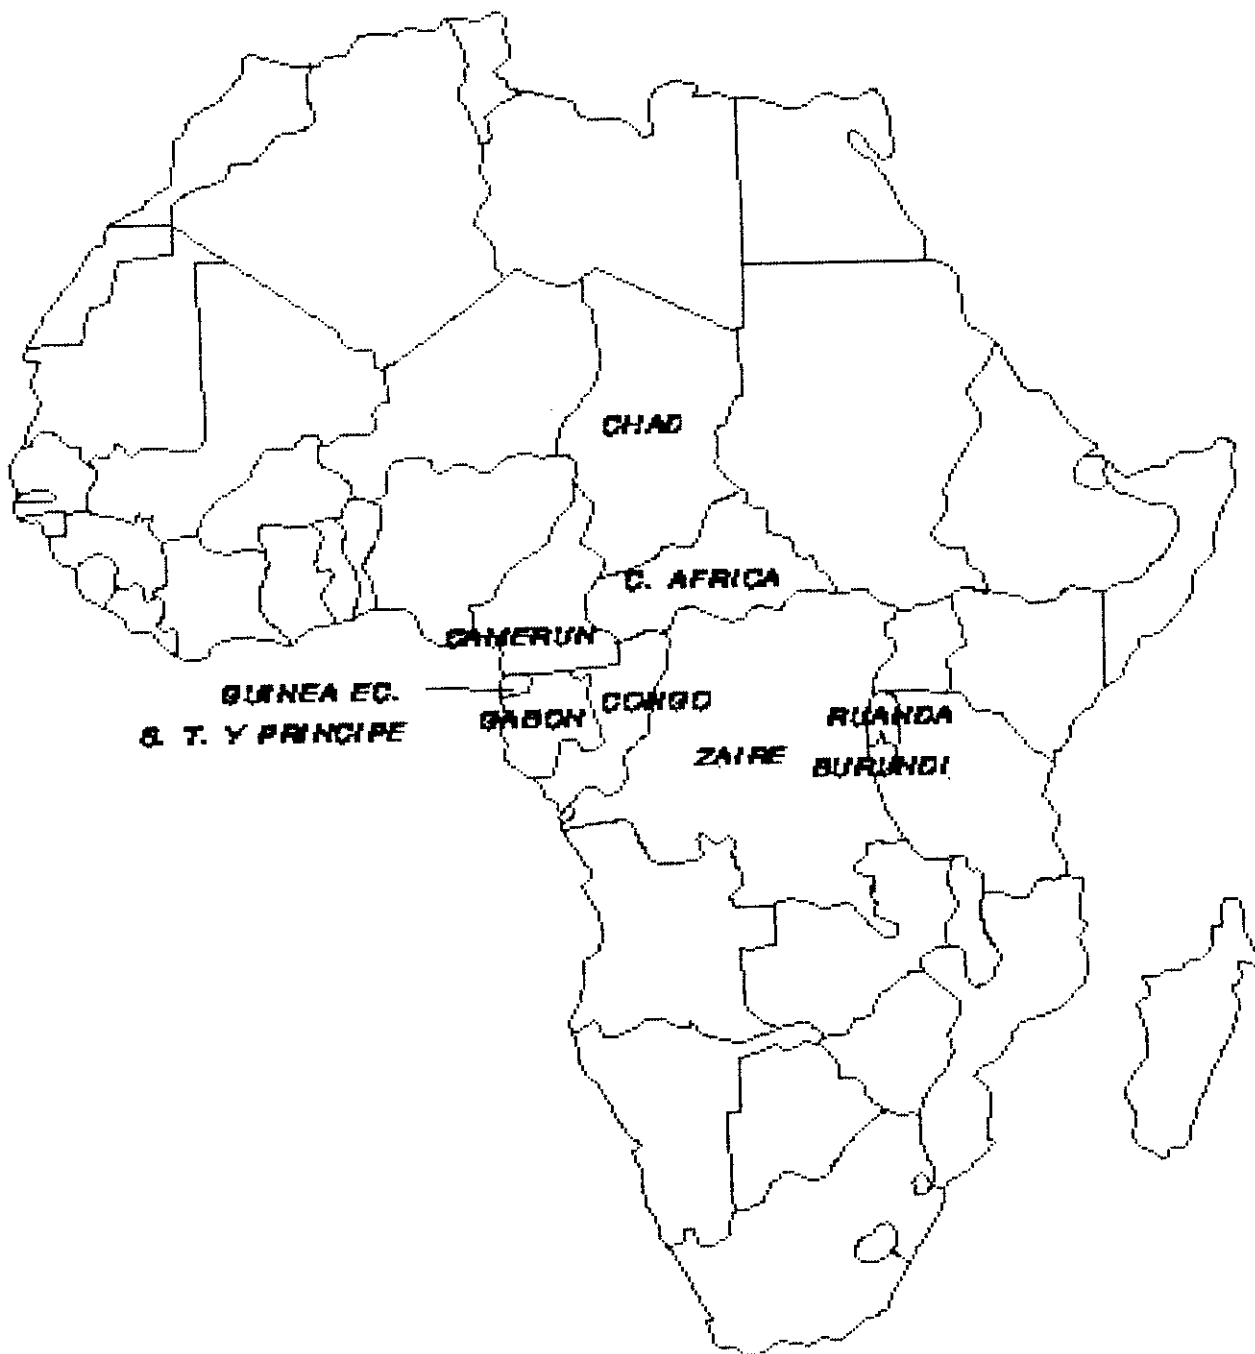 CHAD
C. AFRICA
CAMERUN
GUINEA EC.
GABON
CONGO
S. T. Y PRINCIPE
RUANDA
ZAIRE
BURUNDI